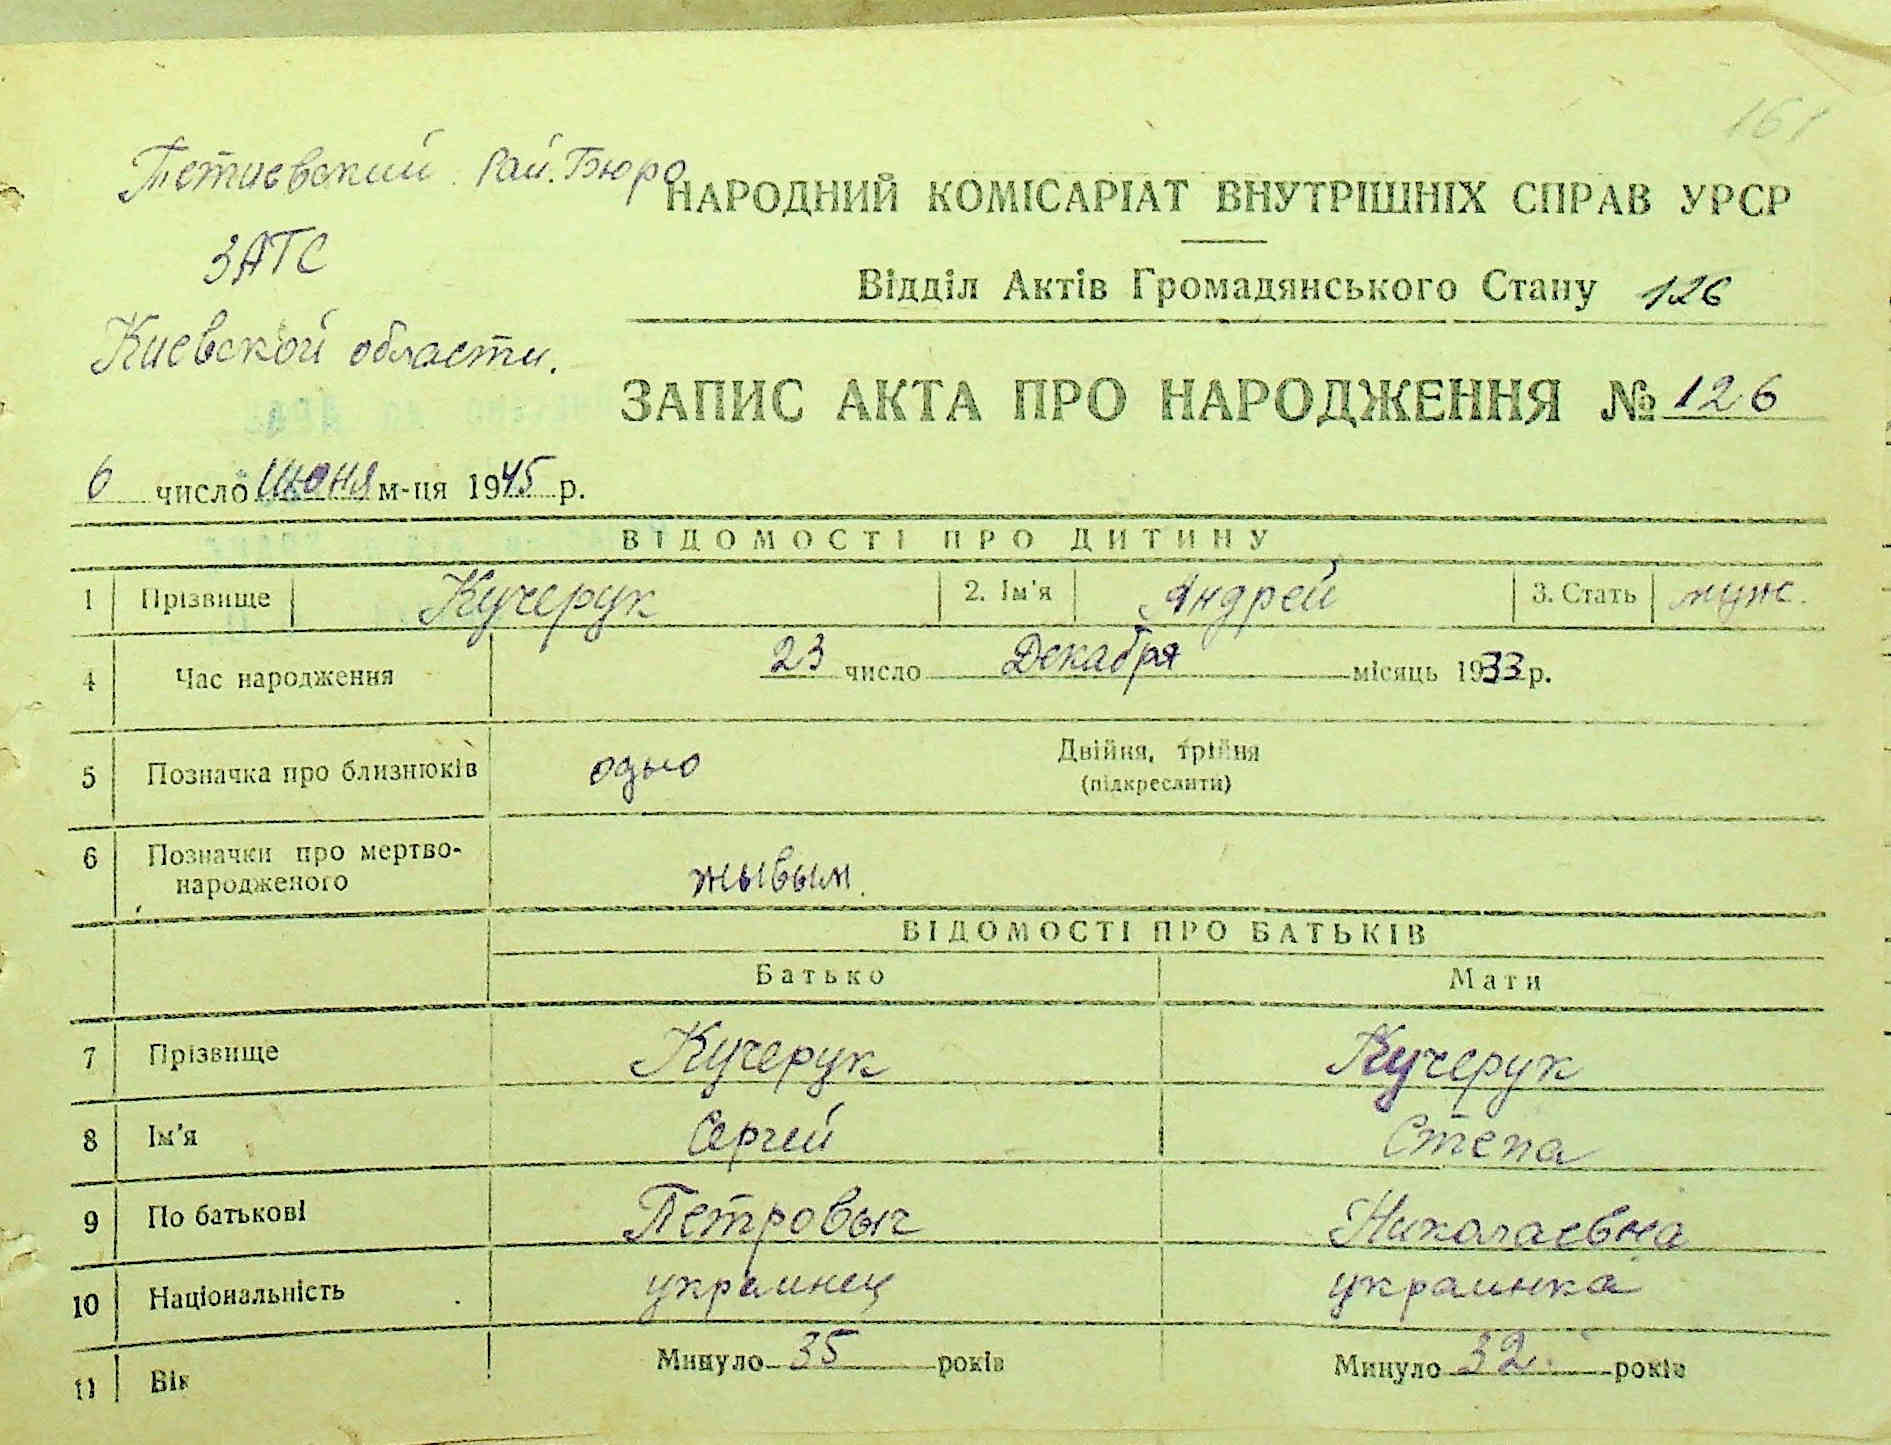 161
Тетиевский Рай. Бюро
НАРОДНИЙ КОМІСАРІАТ ВНУТРІШНІХ СПРАВ УРСР
ЗАГС
Відділ Актів Громадянського Стану 126
Киевской области.
ЗАПИС АКТА ПРО НАРОДЖЕННЯ № 126
6 число июня м-ця 1945 р.
ВІДОМОСТІ ПРО ДИТИНУ
1 Прізвище Кучерук 2. Ім'я Андрей 3. Стать муж.
4 Час народження 23 число Декабря місяць 1933 р.
5 Позначка про близнюків одно Двійня, трійня
(підкреслити)
6 Позначки про мертво-
народженого жывым.
ВІДОМОСТІ ПРО БАТЬКІВ
Батько Мати
7 Прізвище Кучерук Кучерук
8 Ім'я Сергей Степа
9 По батькові Петровыч Николаевна
10 Національність украинец украинка
11 Вік Минуло 35 років Минуло 32 років